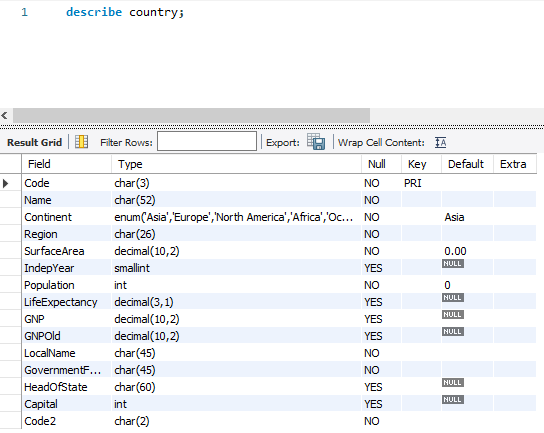 1 describe country;
Result Grid Filter Rows: Export: Wrap Cell Content: IA
Field Type Null Key Default Extra
Code char(3) NO PRI
Name char(52) NO
Continent enum('Asia','Europe','North America','Africa','Oc... NO Asia
Region char(26) NO
SurfaceArea decimal(10,2) NO 0.00
IndepYear smallint YES NULL
Population int NO 0
LifeExpectancy decimal(3,1) YES NULL
GNP decimal(10,2) YES NULL
GNPOld decimal(10,2) YES NULL
LocalName char(45) NO
GovernmentF... char(45) NO
HeadOfState char(60) YES NULL
Capital int YES NULL
Code2 char(2) NO